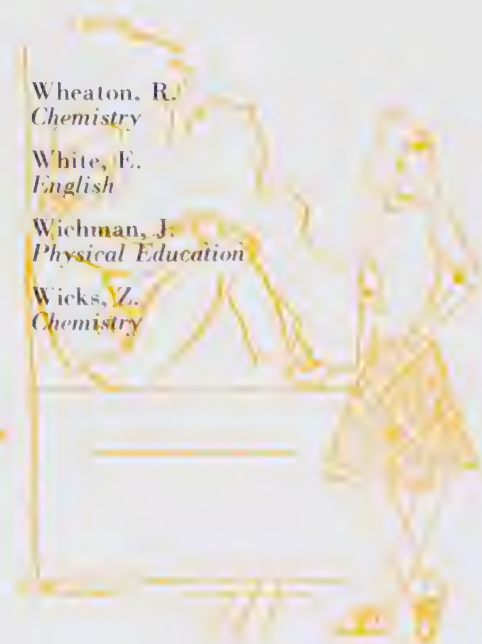 Wheaton, R.
Chemistry
White, E.
English
Wichman, J.
Physical Education
Wicks, Z.
Chemistry